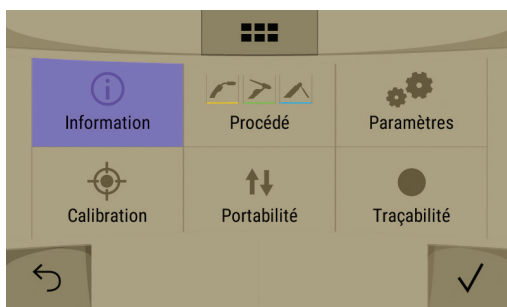 Information
Procédé
Paramètres
Calibration
Portabilité
Traçabilité